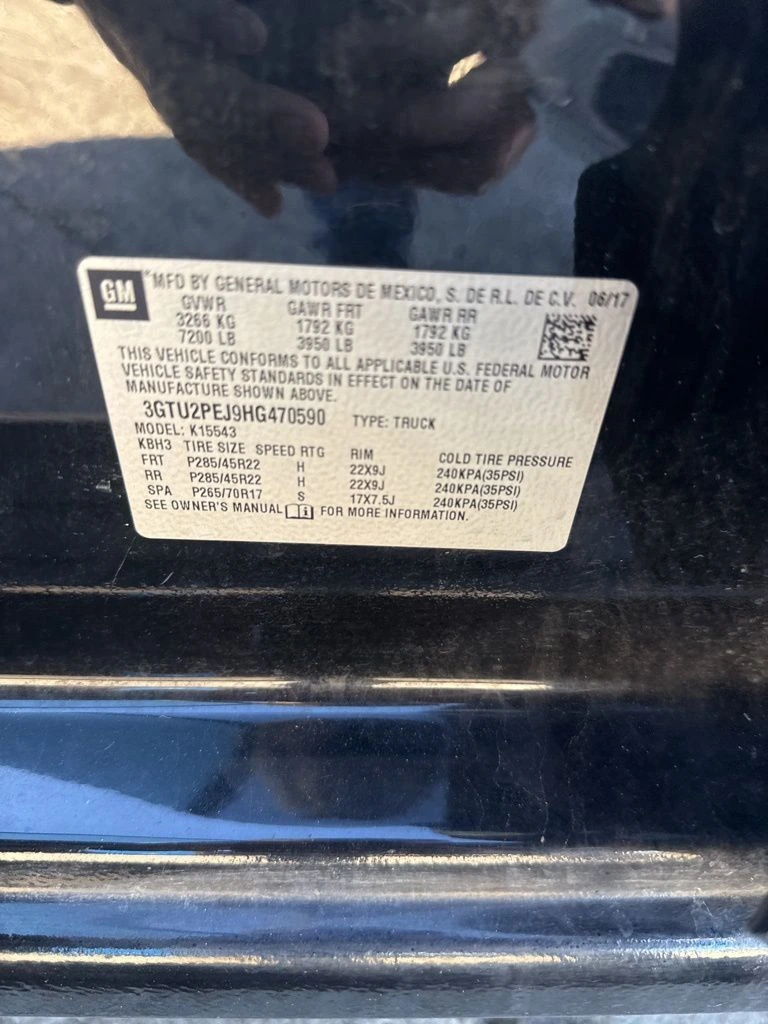 GM *MFD BY GENERAL MOTORS DE MEXICO, S. DE R.L. DE C.V. 06/17
GVWR GAWR FRT GAWR RR
3266 KG 1792 KG 1792 KG
7200 LB 3950 LB 3950 LB
THIS VEHICLE CONFORMS TO ALL APPLICABLE U.S. FEDERAL MOTOR
VEHICLE SAFETY STANDARDS IN EFFECT ON THE DATE OF
MANUFACTURE SHOWN ABOVE.
3GTU2PEJ9HG470590 TYPE: TRUCK
MODEL: K15543
KBH3 TIRE SIZE SPEED RTG RIM COLD TIRE PRESSURE
FRT P285/45R22 H 22X9J 240KPA(35PSI)
RR P285/45R22 H 22X9J 240KPA(35PSI)
SPA P265/70R17 S 17X7.5J 240KPA(35PSI)
SEE OWNER'S MANUAL FOR MORE INFORMATION.